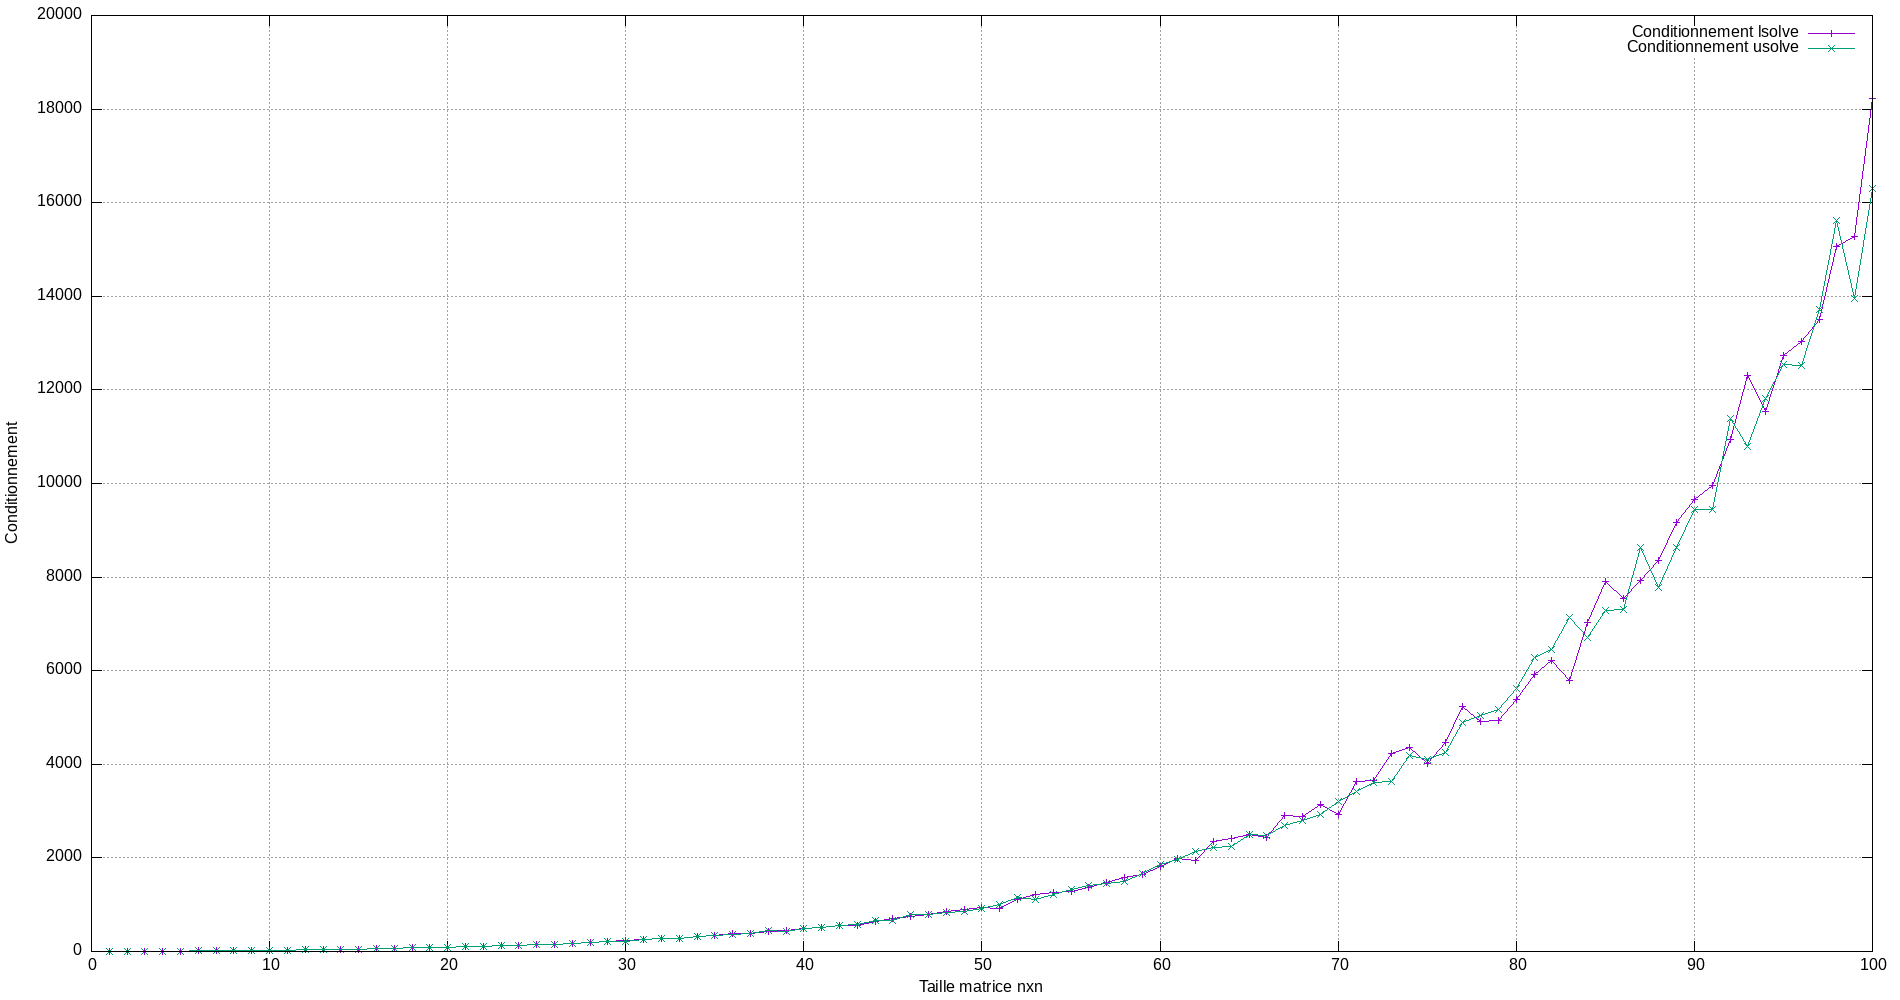 20000
18000
16000
14000
12000
10000
8000
6000
4000
2000
0
Conditionnement
Conditionnement lsolve
Conditionnement usolve
0 10 20 30 40 50 60 70 80 90 100
Taille matrice nxn